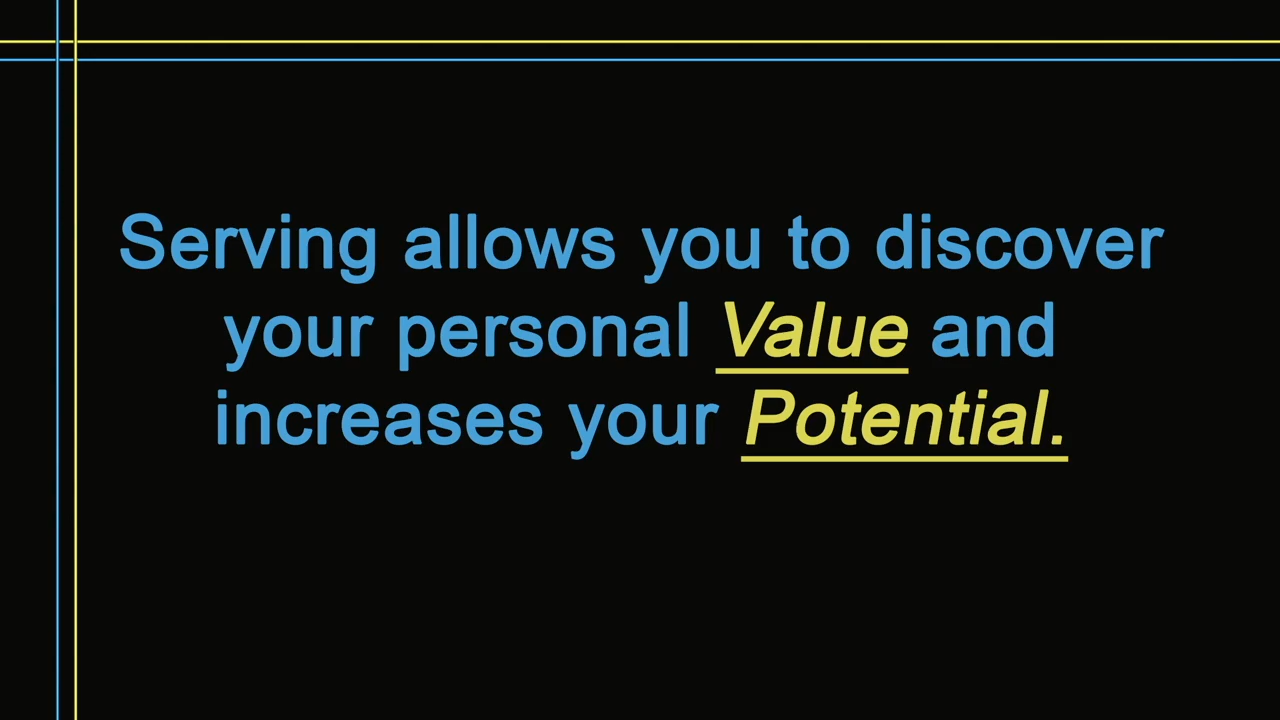 Serving allows you to discover
your personal Value and
increases your Potential.